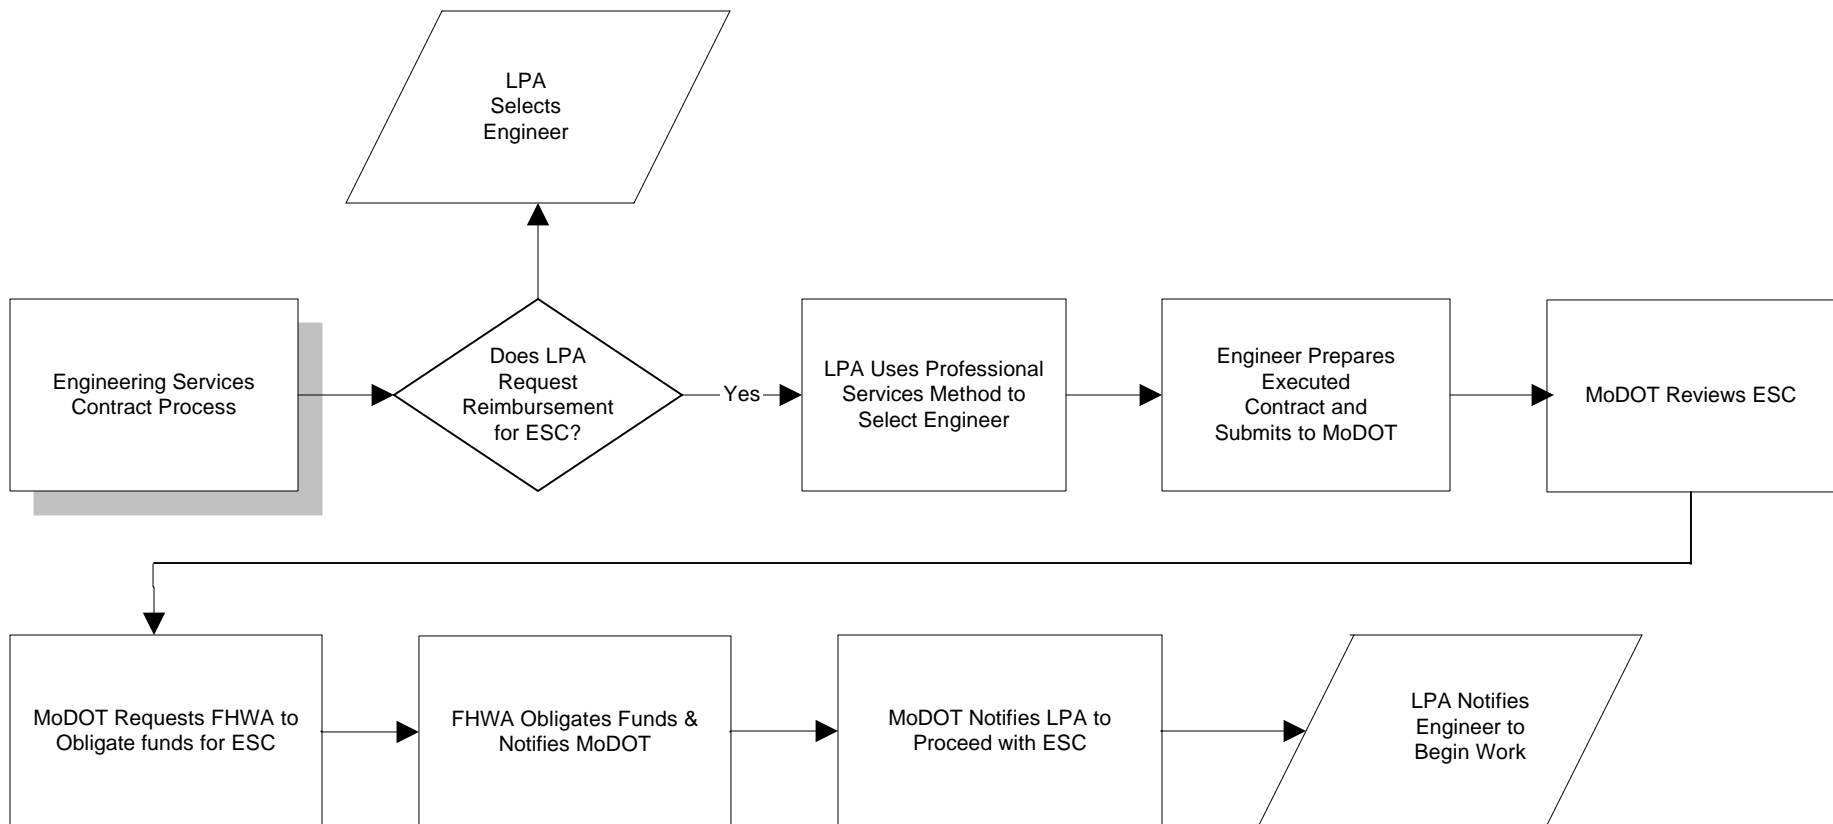 LPA
Selects
Engineer
Engineering Services
Contract Process
Does LPA
Request
Reimbursement
for ESC?
Yes
LPA Uses Professional
Services Method to
Select Engineer
Engineer Prepares
Executed
Contract and
Submits to MoDOT
MoDOT Reviews ESC
MoDOT Requests FHWA to
Obligate funds for ESC
FHWA Obligates Funds &
Notifies MoDOT
MoDOT Notifies LPA to
Proceed with ESC
LPA Notifies
Engineer to
Begin Work